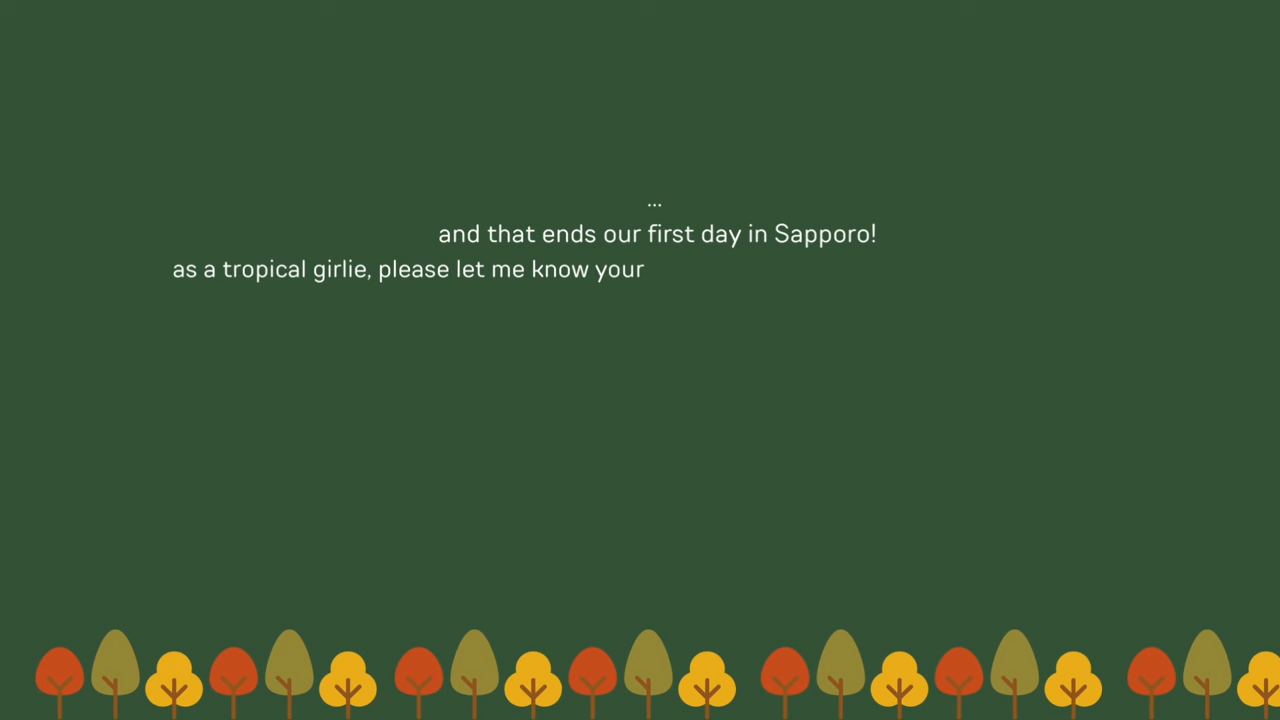 ...
and that ends our first day in Sapporo!
as a tropical girlie, please let me know your